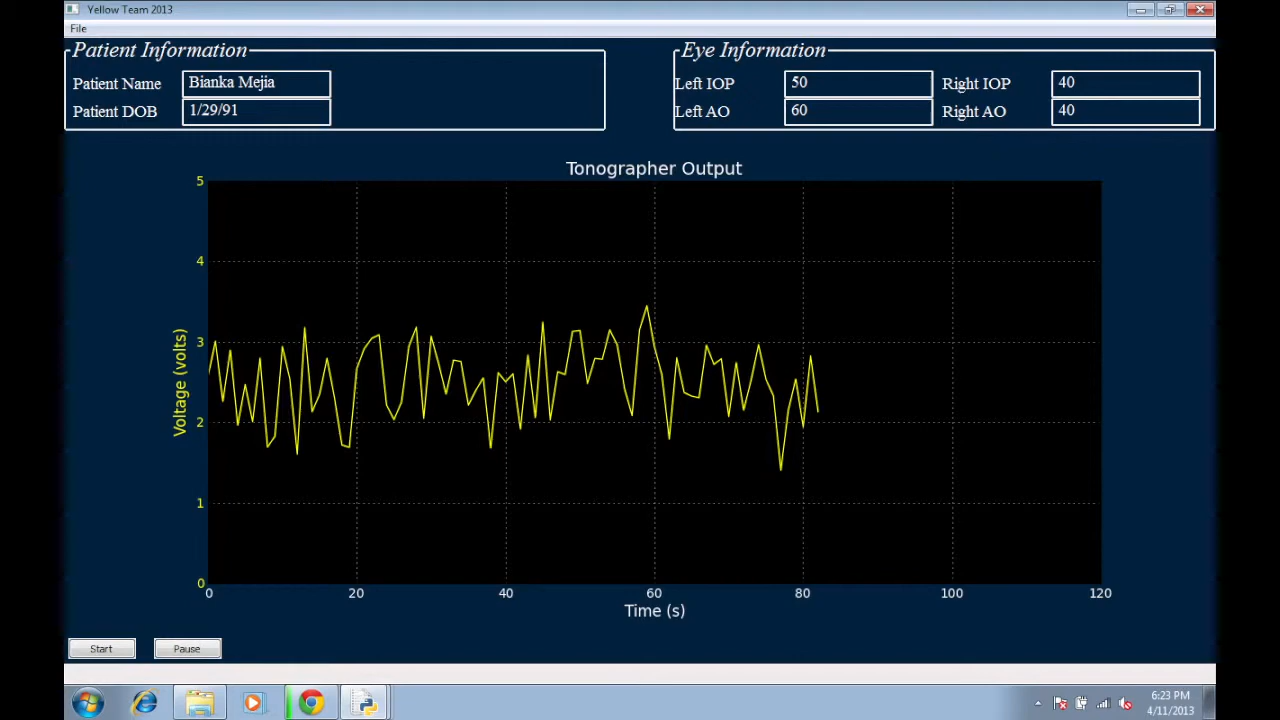 Yellow Team 2013
File
Patient Information
Patient Name Bianka Mejia
Patient DOB 1/29/91
Eye Information
Left IOP 50 Right IOP 40
Left AO 60 Right AO 40
Tonographer Output
5
4
3
2
1
0
Voltage (volts)
0 20 40 60 80 100 120
Time (s)
Start Pause
6:23 PM
4/11/2013